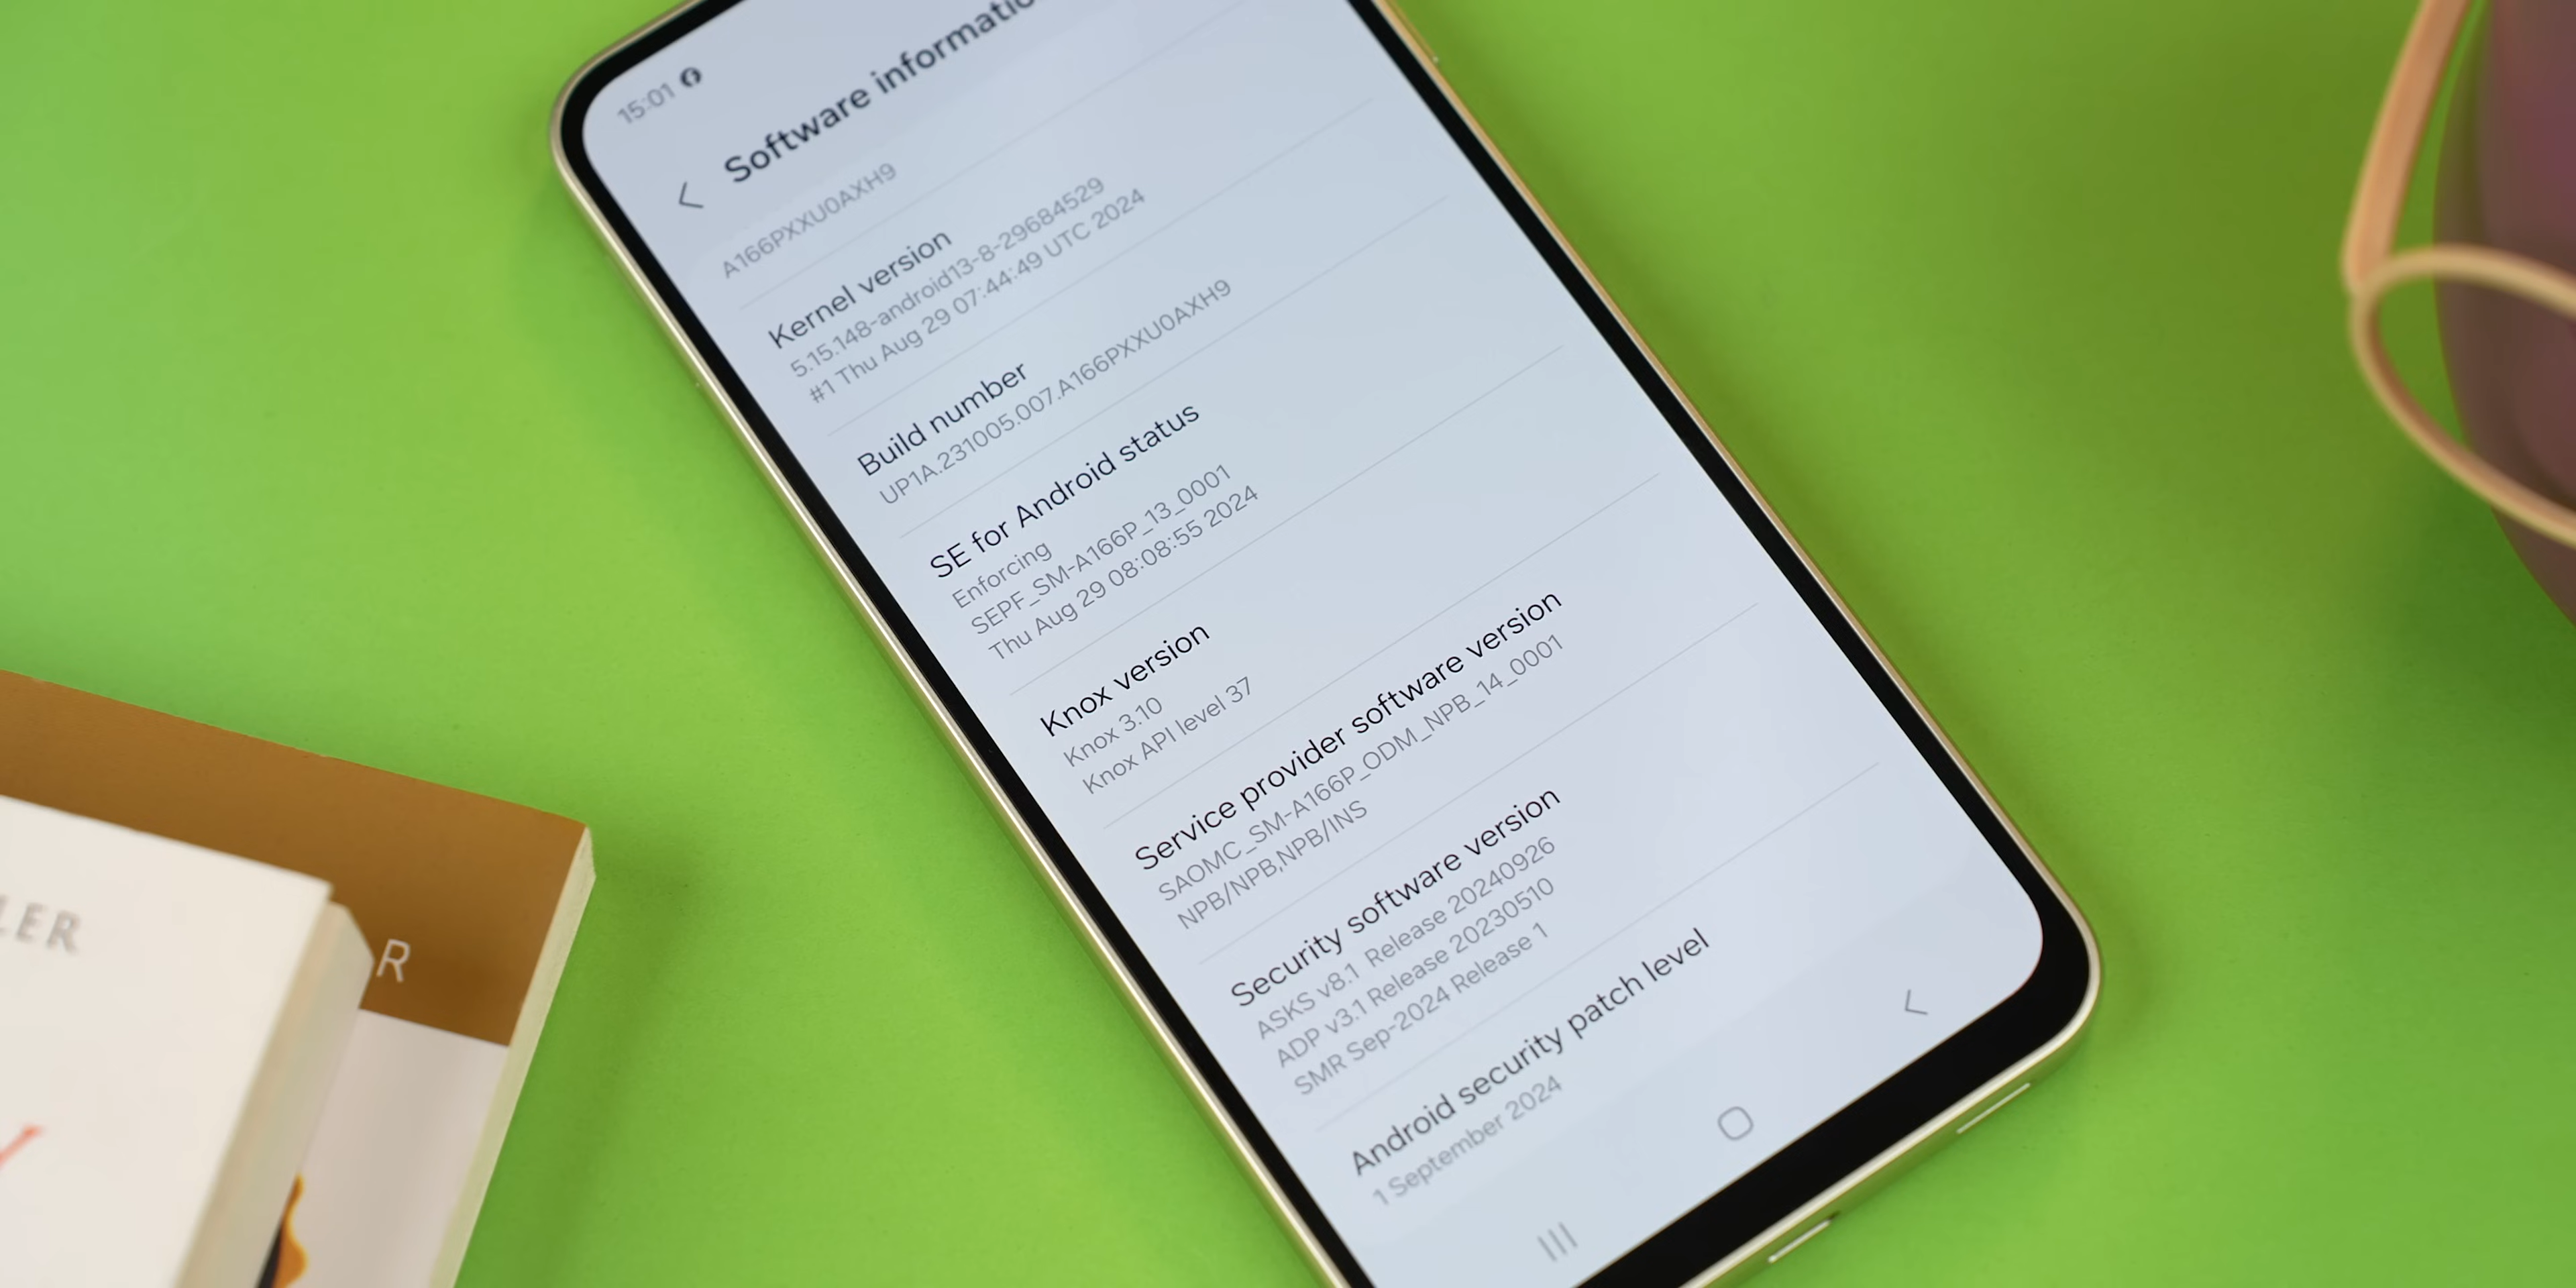 15:01
Software informatio
A166PXXU0AXH9
Kernel version
5.15.148-android13-8-29684529
#1 Thu Aug 29 07:44:49 UTC 2024
Build number
UP1A.231005.007.A166PXXU0AXH9
SE for Android status
Enforcing
SEPF_SM-A166P_13_0001
Thu Aug 29 08:08:55 2024
Knox version
Knox 3.10
Knox API level 37
Service provider software version
SAOMC_SM-A166P_ODM_NPB_14_0001
NPB/NPB,NPB/INS
Security software version
ASKS v8.1 Release 20240926
ADP v3.1 Release 20230510
SMR Sep-2024 Release 1
Android security patch level
1 September 2024
LER
R